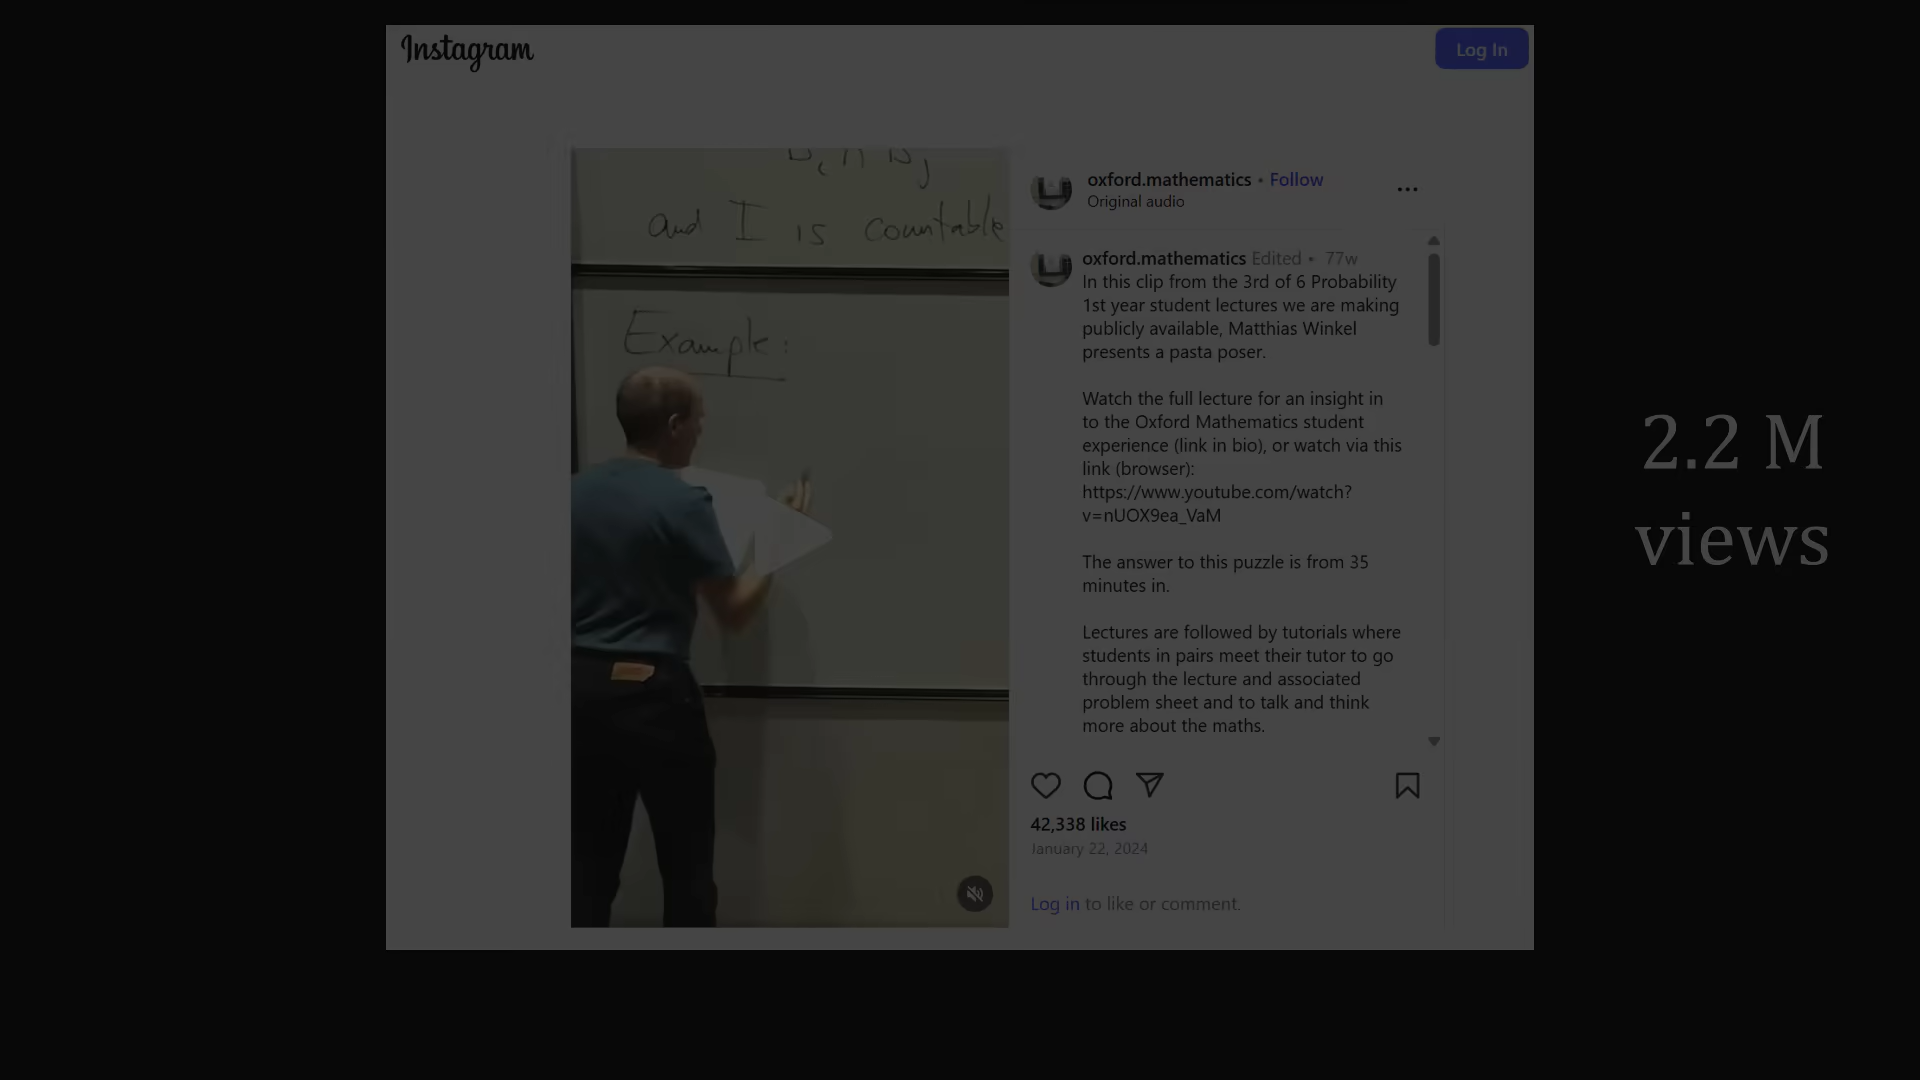 Instagram
Log In
and I is countable
Example:
oxford.mathematics • Follow
Original audio
...
oxford.mathematics Edited • 77w
In this clip from the 3rd of 6 Probability
1st year student lectures we are making
publicly available, Matthias Winkel
presents a pasta poser.
Watch the full lecture for an insight in
to the Oxford Mathematics student
experience (link in bio), or watch via this
link (browser):
https://www.youtube.com/watch?
v=nUOX9ea_VaM
The answer to this puzzle is from 35
minutes in.
Lectures are followed by tutorials where
students in pairs meet their tutor to go
through the lecture and associated
problem sheet and to talk and think
more about the maths.
42,338 likes
January 22, 2024
Log in to like or comment.
2.2 M
views